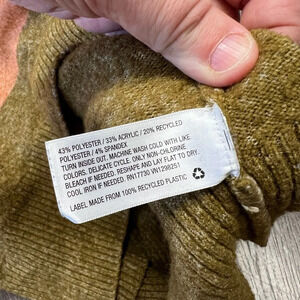 43% POLYESTER / 33% ACRYLIC / 20% RECYCLED
POLYESTER / 4% SPANDEX
TURN INSIDE OUT. MACHINE WASH COLD WITH LIKE
COLORS. DELICATE CYCLE. ONLY NON-CHLORINE
BLEACH IF NEEDED. RESHAPE AND LAY FLAT TO DRY.
COOL IRON IF NEEDED. RN17730 VN1298251
LABEL MADE FROM 100% RECYCLED PLASTIC